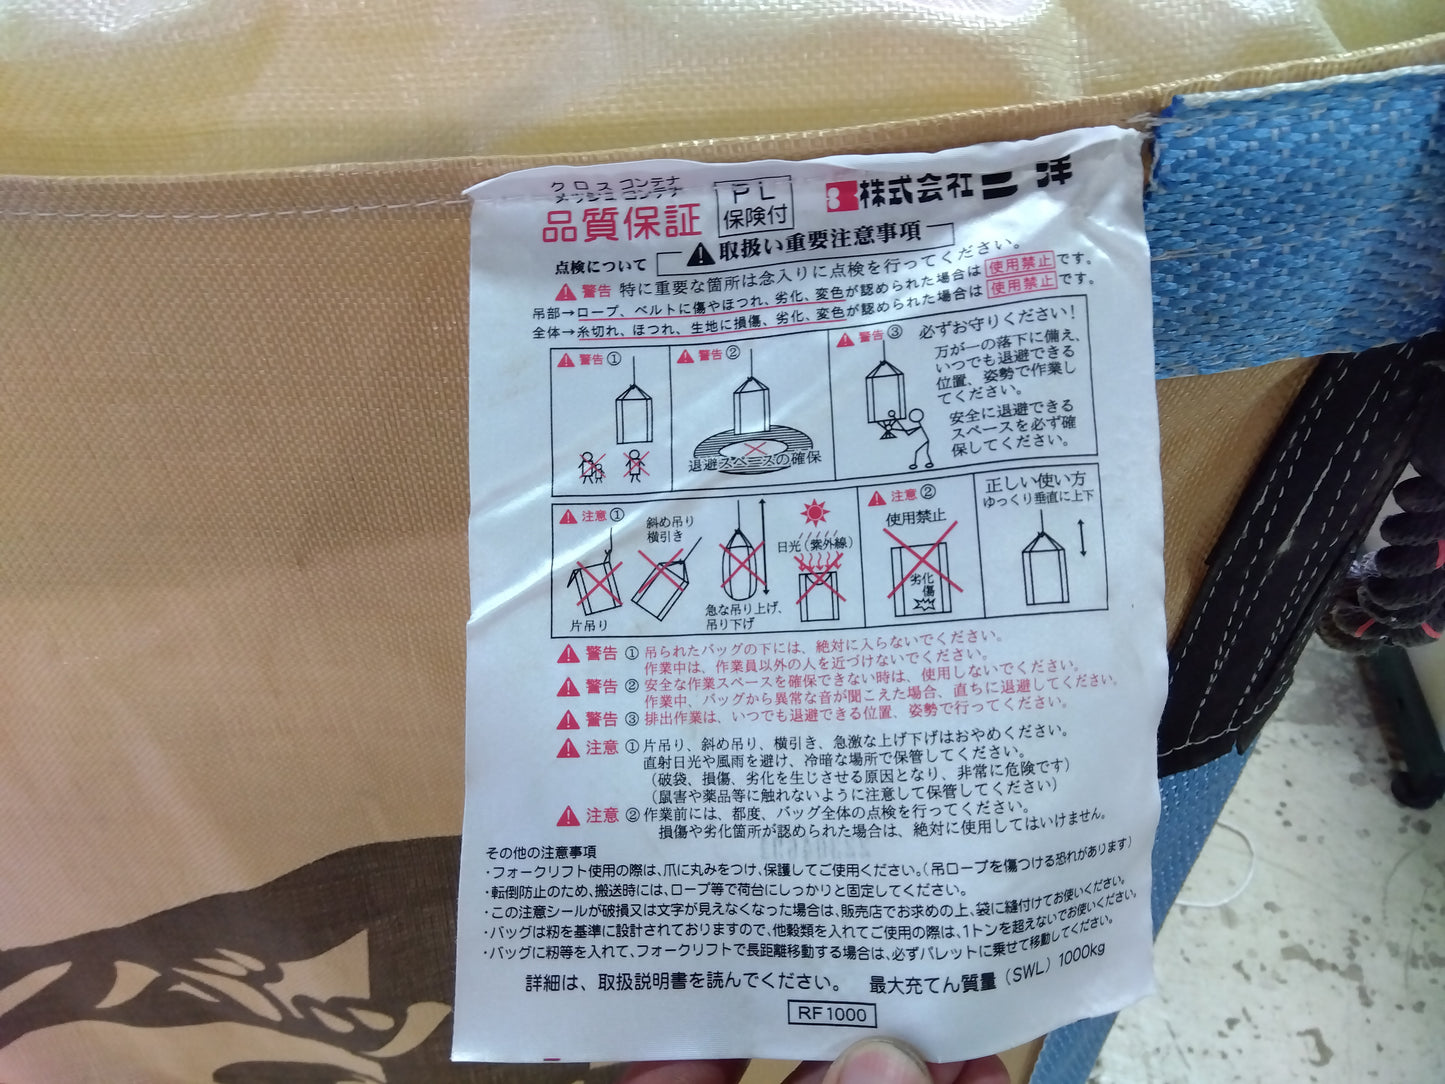 クロスコンテナ
メッシュコンテナ
品質保証
PL
保険付
株式会社三洋
取扱い重要注意事項
点検について
警告 特に重要な箇所は念入りに点検を行ってください。
吊部→ロープ、ベルトに傷やほつれ、劣化、変色が認められた場合は使用禁止です。
全体→糸切れ、ほつれ、生地に損傷、劣化、変色が認められた場合は使用禁止です。
警告①
警告②
退避スペースの確保
警告③ 必ずお守りください!
万が一の落下に備え、
いつでも退避できる
位置、姿勢で作業し
てください。
安全に退避できる
スペースを必ず確
保してください。
注意①
片吊り
斜め吊り
横引き
急な吊り上げ、
吊り下げ
日光(紫外線)
注意②
使用禁止
劣化
傷
正しい使い方
ゆっくり垂直に上下
警告 ①吊られたバッグの下には、絶対に入らないでください。
作業中は、作業員以外の人を近づけないでください。
警告 ②安全な作業スペースを確保できない時は、使用しないでください。
作業中、バッグから異常な音が聞こえた場合、直ちに退避してください。
警告 ③排出作業は、いつでも退避できる位置、姿勢で行ってください。
注意 ①片吊り、斜め吊り、横引き、急激な上げ下げはおやめください。
直射日光や風雨を避け、冷暗な場所で保管してください。
(破袋、損傷、劣化を生じさせる原因となり、非常に危険です)
(鼠害や薬品等に触れないように注意して保管してください)
注意 ②作業前には、都度、バッグ全体の点検を行ってください。
損傷や劣化箇所が認められた場合は、絶対に使用してはいけません。
その他の注意事項
・フォークリフト使用の際は、爪に丸みをつけ、保護してご使用ください。(吊ロープを傷つける恐れがあります)
・転倒防止のため、搬送時には、ロープ等で荷台にしっかりと固定してください。
・この注意シールが破損又は文字が見えなくなった場合は、販売店でお求めの上、袋に縫付けてお使いください。
・バッグは籾を基準に設計されておりますので、他穀類を入れてご使用の際は、1トンを超えないでお使いください。
・バッグに籾等を入れて、フォークリフトで長距離移動する場合は、必ずパレットに乗せて移動してください。
詳細は、取扱説明書を読んでください。 最大充てん質量(SWL)1000kg
RF1000